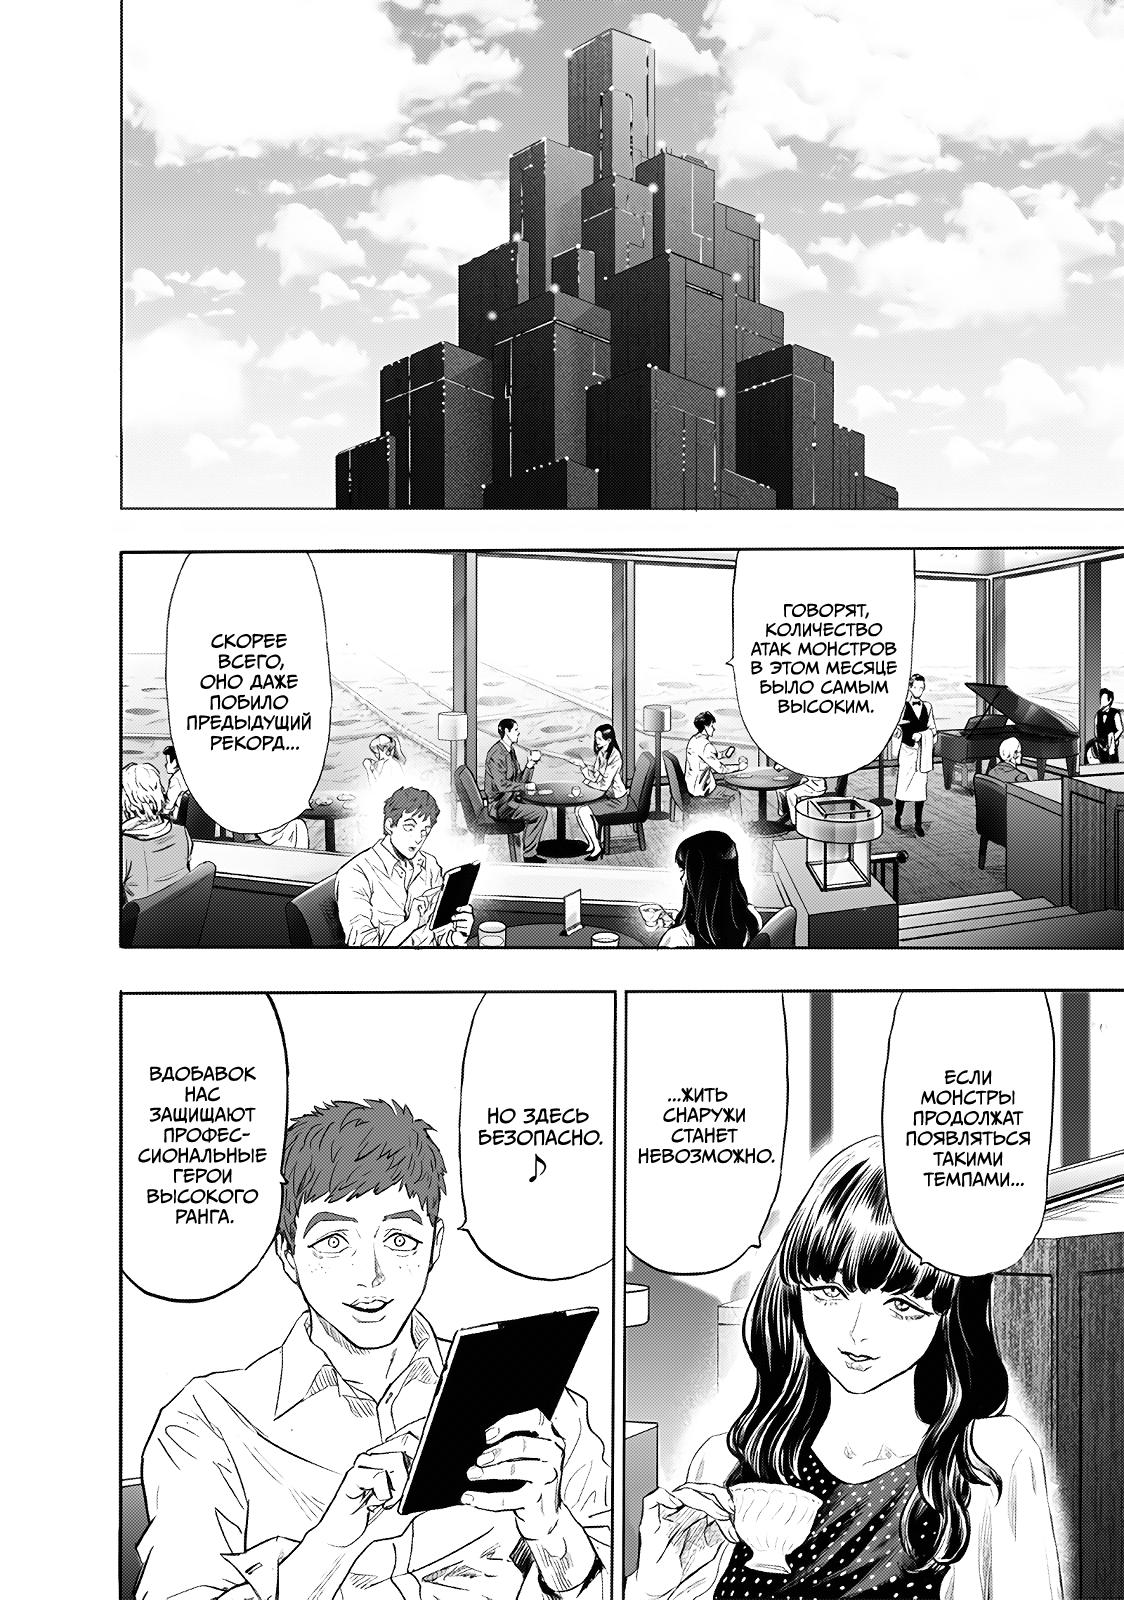 ГОВОРЯТ,
КОЛИЧЕСТВО
АТАК МОНСТРОВ
В ЭТОМ МЕСЯЦЕ
БЫЛО САМЫМ
ВЫСОКИМ.
СКОРЕЕ
ВСЕГО,
ОНО ДАЖЕ
ПОБИЛО
ПРЕДЫДУЩИЙ
РЕКОРД...
ЕСЛИ
МОНСТРЫ
ПРОДОЛЖАТ
ПОЯВЛЯТЬСЯ
ТАКИМИ
ТЕМПАМИ...
...ЖИТЬ
СНАРУЖИ
СТАНЕТ
НЕВОЗМОЖНО.
НО ЗДЕСЬ
БЕЗОПАСНО.
♪
ВДОБАВОК
НАС
ЗАЩИЩАЮТ
ПРОФЕС-
СИОНАЛЬНЫЕ
ГЕРОИ
ВЫСОКОГО
РАНГА.